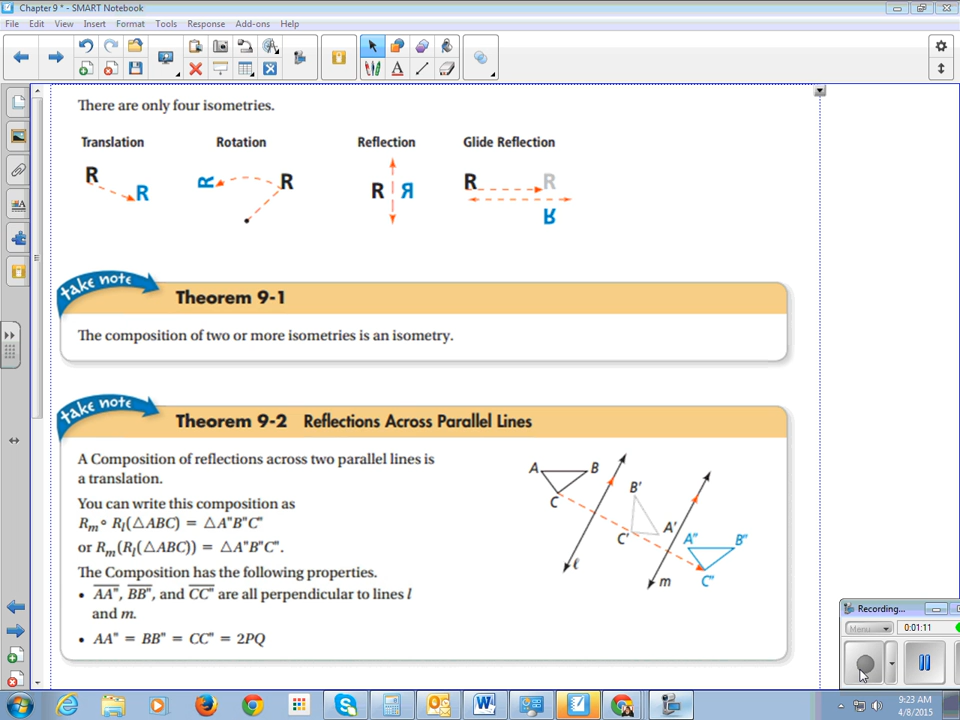 Chapter 9 * - SMART Notebook
File Edit View Insert Format Tools Response Add-ons Help
There are only four isometries.
Translation Rotation Reflection Glide Reflection
R R R R R R R R
R R
take note
Theorem 9-1
The composition of two or more isometries is an isometry.
take note
Theorem 9-2 Reflections Across Parallel Lines
A Composition of reflections across two parallel lines is
a translation.
You can write this composition as
Rm∘ Rl(△ABC) = △A"B"C"
or Rm(Rl(△ABC)) = △A"B"C".
The Composition has the following properties.
• AA", BB", and CC" are all perpendicular to lines l
and m.
• AA" = BB" = CC" = 2PQ
A B
C
B'
C' A'
A" B"
C"
ℓ
m
Recording...
Menu 0:01:11
9:23 AM
4/8/2015